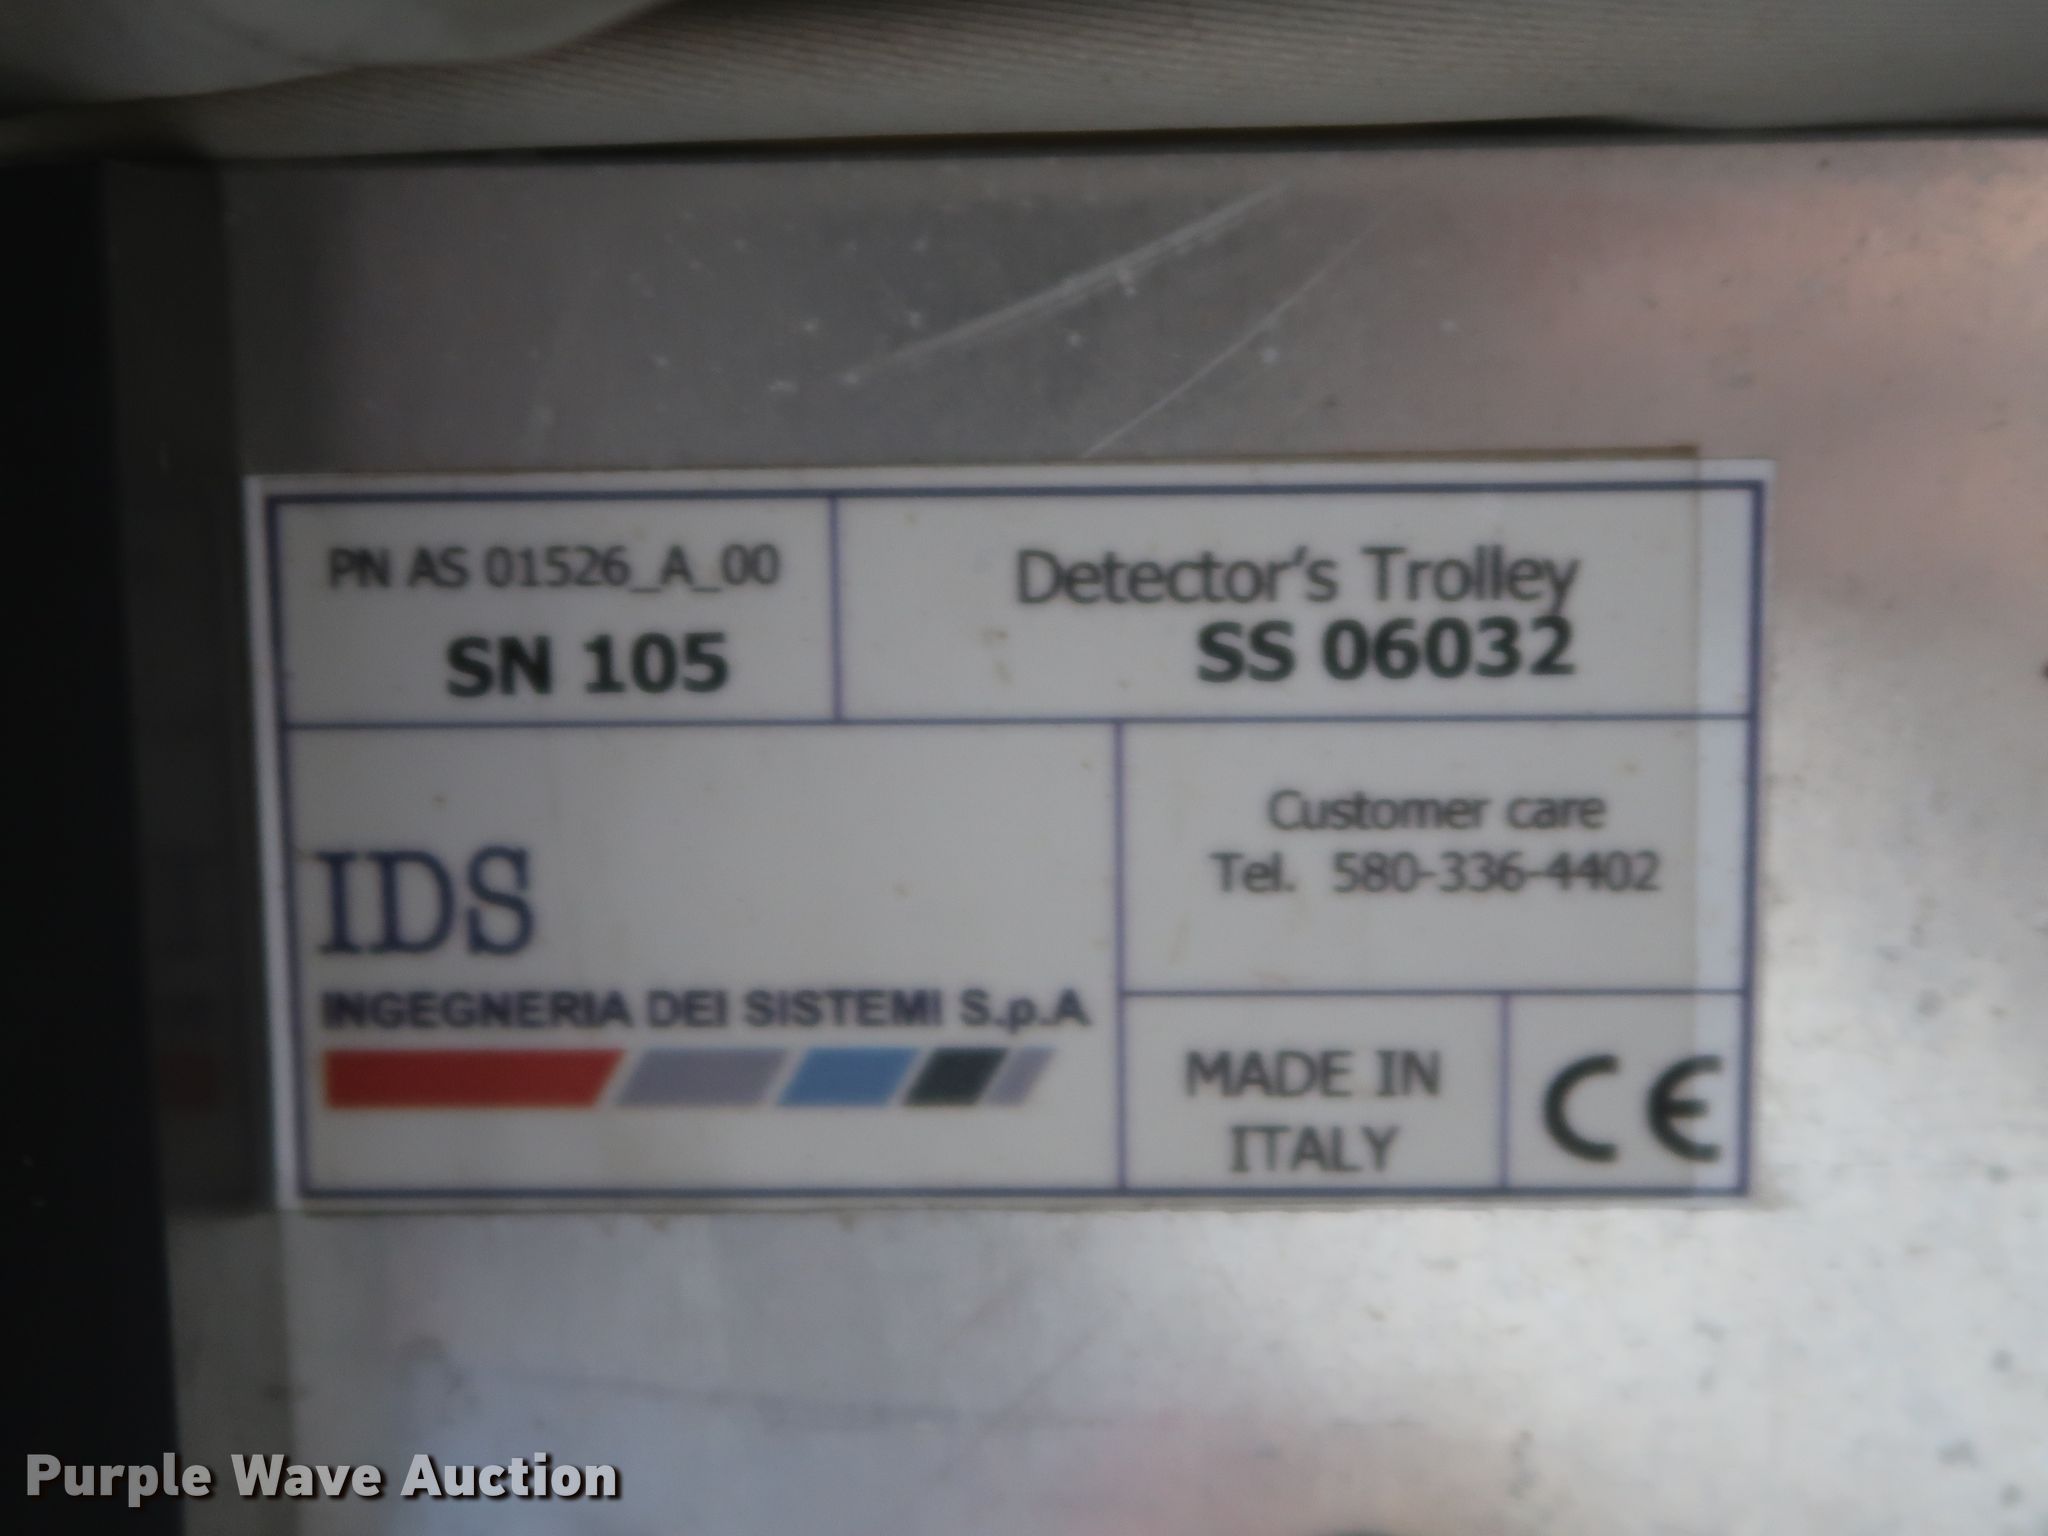 PN AS 01526_A_00
SN 105
Detector's Trolley
SS 06032
IDS
INGEGNERIA DEI SISTEMI S.p.A
Customer care
Tel. 580-336-4402
MADE IN
ITALY
CE
Purple Wave Auction